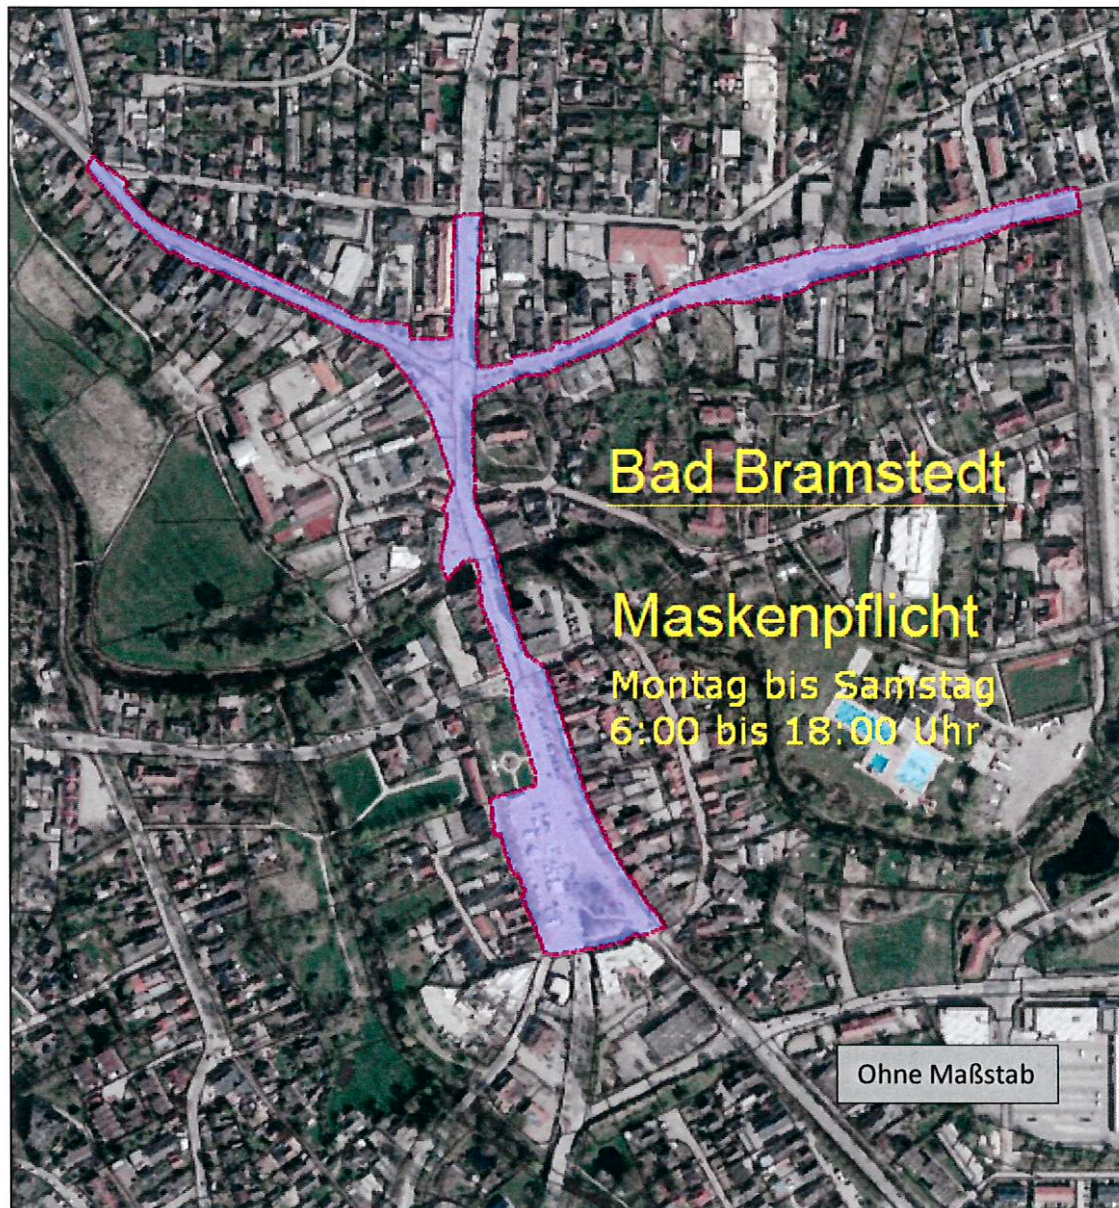 Bad Bramstedt
Maskenpflicht
Montag bis Samstag
6:00 bis 18:00 Uhr
Ohne Maßstab